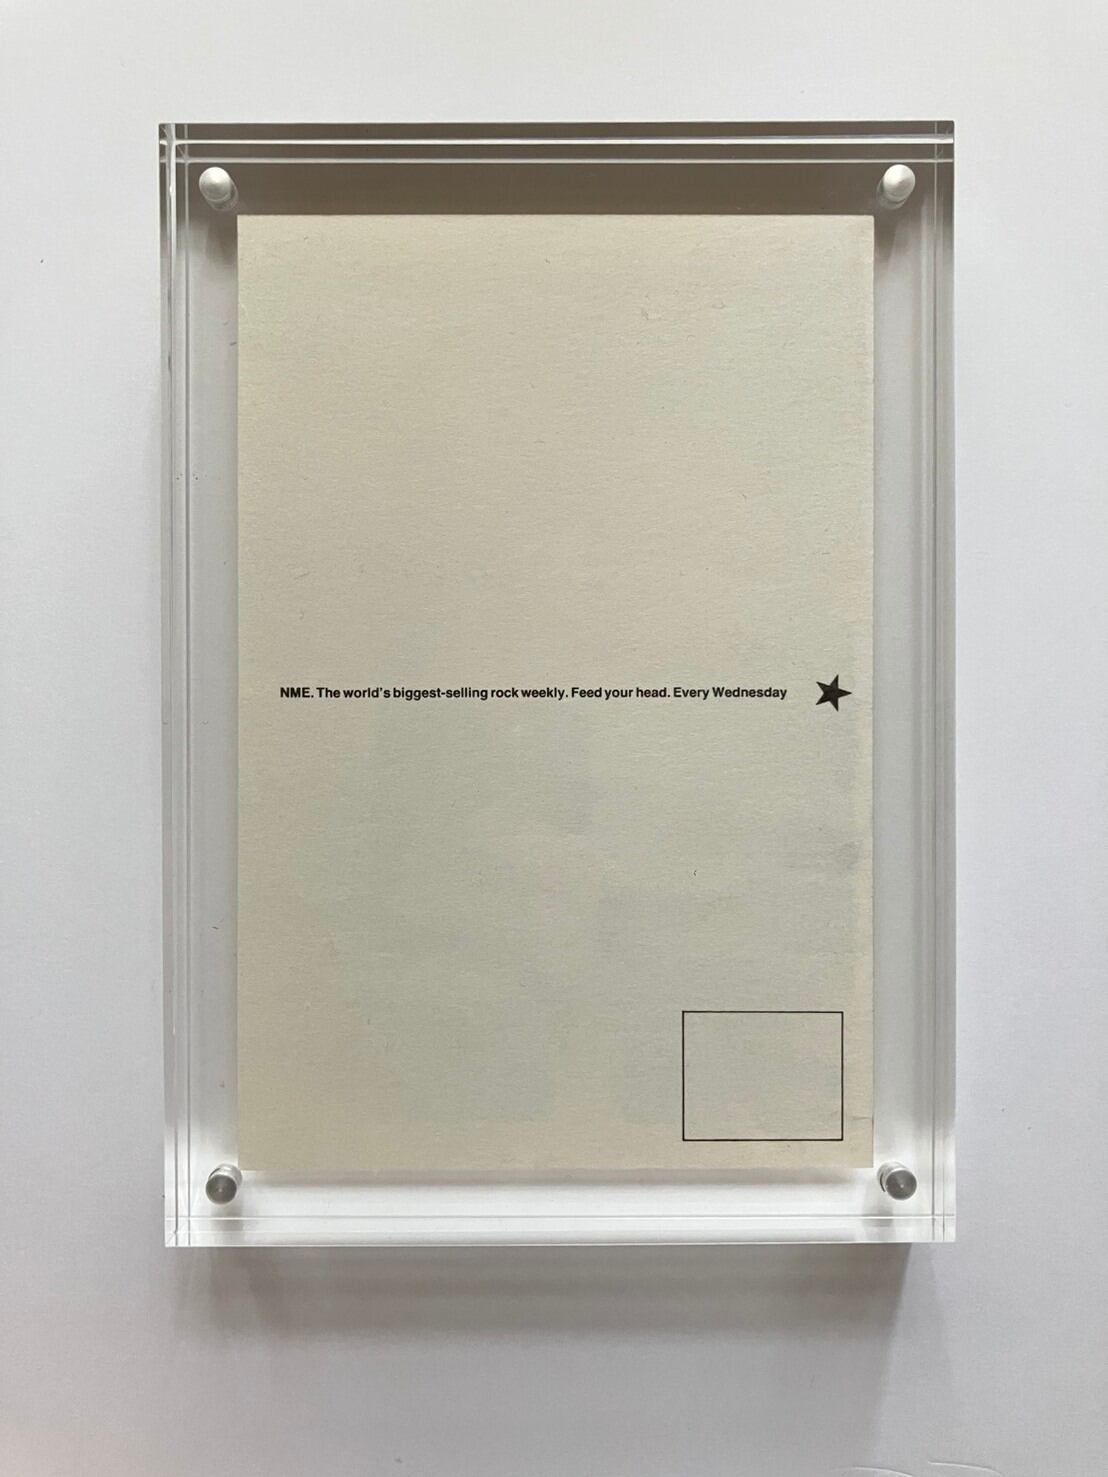 NME. The world's biggest-selling rock weekly. Feed your head. Every Wednesday